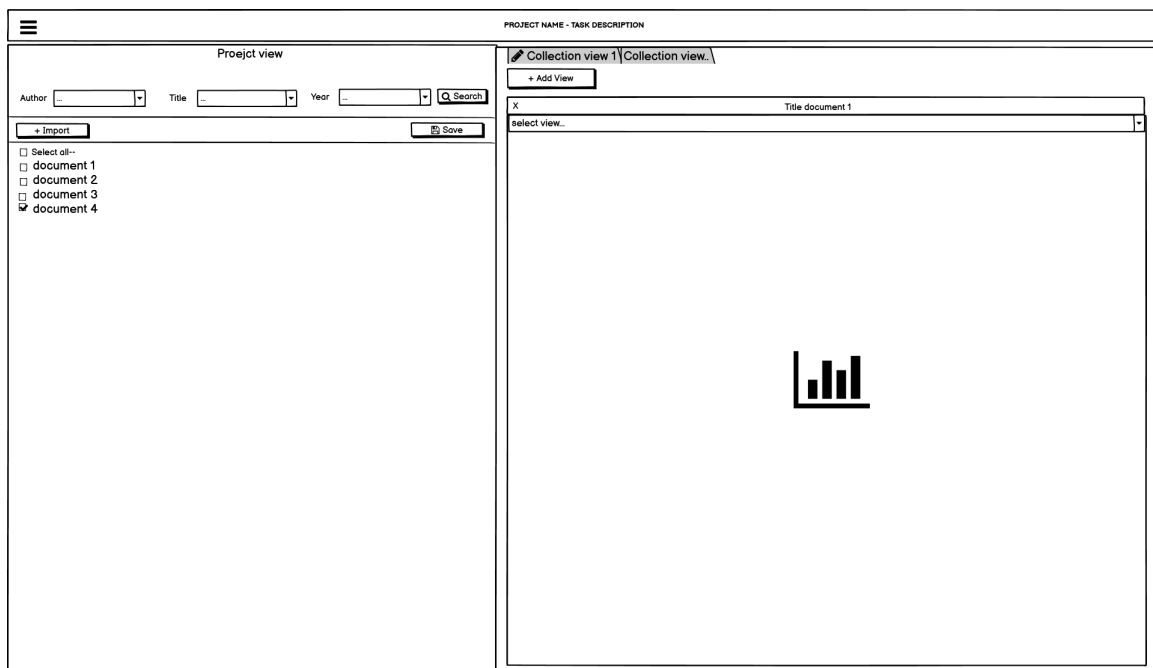 PROJECT NAME - TASK DESCRIPTION
Proejct view
Author ... Title ... Year ... Search
+ Import Save
Select all--
document 1
document 2
document 3
document 4
Collection view 1 Collection view..
+ Add View
X Title document 1
select view...